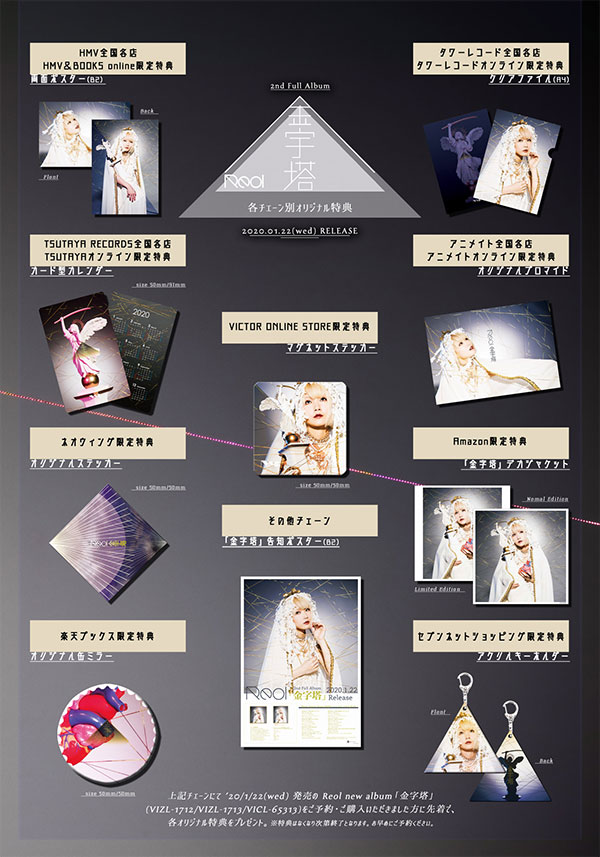 HMV全国各店
HMV&BOOKS online限定特典
両面ポスター(B2)
Back
Flont
2nd Full Album
金字塔
Reol
各チェーン別オリジナル特典
2020.01.22(wed) RELEASE
タワーレコード全国各店
タワーレコードオンライン限定特典
クリアファイル(A4)
TSUTAYA RECORDS全国各店
TSUTAYAオンライン限定特典
カード型カレンダー
size 50mm/91mm
2020
VICTOR ONLINE STORE限定特典
マグネットステッカー
size 50mm/50mm
アニメイト全国各店
アニメイトオンライン限定特典
オリジナルブロマイド
Reol 金字塔
ネオウィング限定特典
オリジナルステッカー
size 50mm/50mm
Reol 金字塔
その他チェーン
「金字塔」告知ポスター(B2)
Reol
2nd Full Album
「金字塔」
2020.1.22
Release
Amazon限定特典
「金字塔」デカジャケット
Nomal Edition
Limited Edition
楽天ブックス限定特典
オリジナル缶ミラー
size 50mm/50mm
セブンネットショッピング限定特典
アクリルキーホルダー
Flont
Back
上記チェーンにて '20/1/22(wed) 発売の Reol new album「金字塔」
(VIZL-1712/VIZL-1713/VICL-65313)をご予約・ご購入いただきました方に先着で、
各オリジナル特典をプレゼント。※特典はなくなり次第終了となります。お早めにご予約ください。